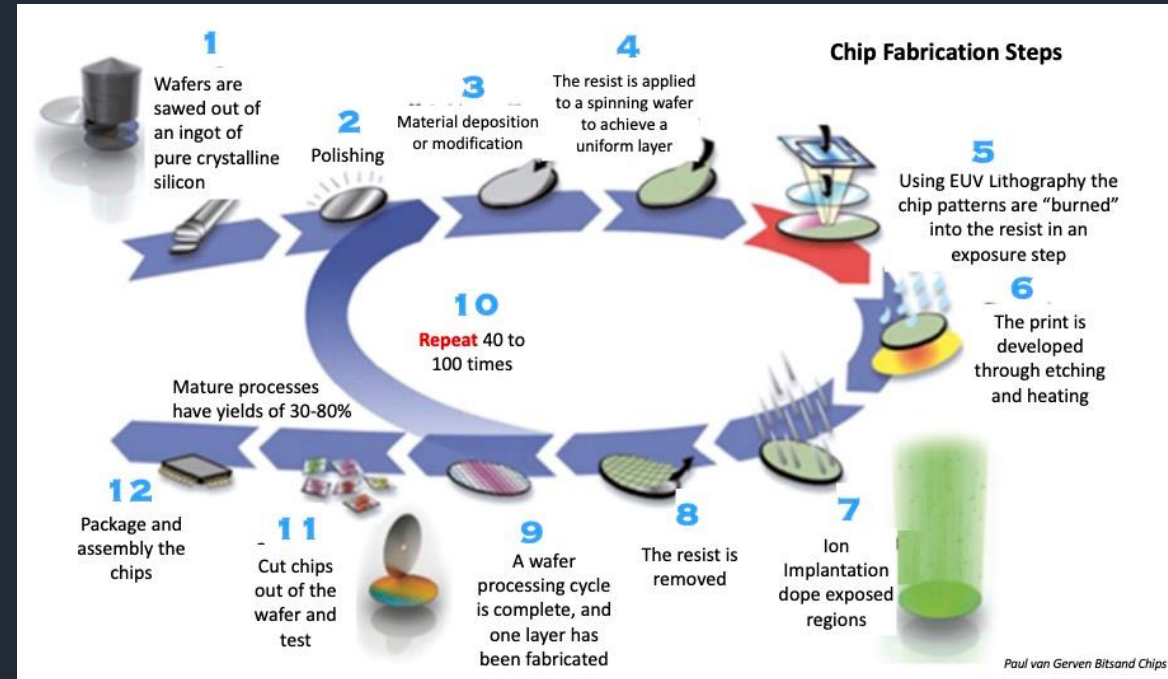 Chip Fabrication Steps
1
Wafers are
sawed out of
an ingot of
pure crystalline
silicon
2
Polishing
3
Material deposition
or modification
4
The resist is applied
to a spinning wafer
to achieve a
uniform layer
5
Using EUV Lithography the
chip patterns are “burned”
into the resist in an
exposure step
6
The print is
developed
through etching
and heating
7
Ion
Implantation
dope exposed
regions
8
The resist is
removed
9
A wafer
processing cycle
is complete, and
one layer has
been fabricated
10
Repeat 40 to
100 times
Mature processes
have yields of 30-80%
11
Cut chips
out of the
wafer and
test
12
Package and
assembly the
chips
Paul van Gerven Bitsand Chips